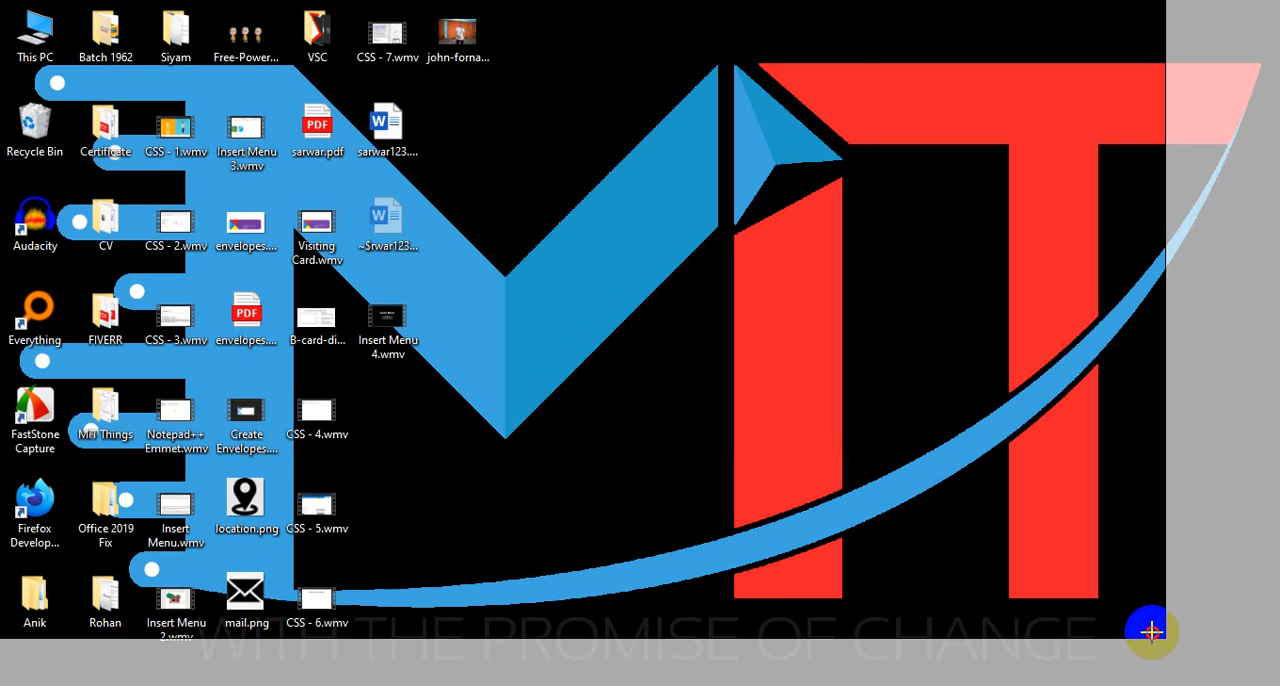 This PC
Batch 1962
Siyam
Free-Power...
VSC
CSS - 7.wmv
john-forna...
Recycle Bin
Certificate
CSS - 1.wmv
Insert Menu
3.wmv
PDF
sarwar.pdf
W
sarwar123....
Audacity
CV
CSS - 2.wmv
envelopes....
Visiting
Card.wmv
W
~$rwar123...
Everything
FIVERR
CSS - 3.wmv
PDF
envelopes....
B-card-di...
Insert Menu
4.wmv
FastStone
Capture
MIT Things
Notepad++
Emmet.wmv
Create
Envelopes....
CSS - 4.wmv
Firefox
Develop...
Office 2019
Fix
Insert
Menu.wmv
location.png
CSS - 5.wmv
Anik
Rohan
Insert Menu
2.wmv
mail.png
CSS - 6.wmv
MIT
WITH THE PROMISE OF CHANGE